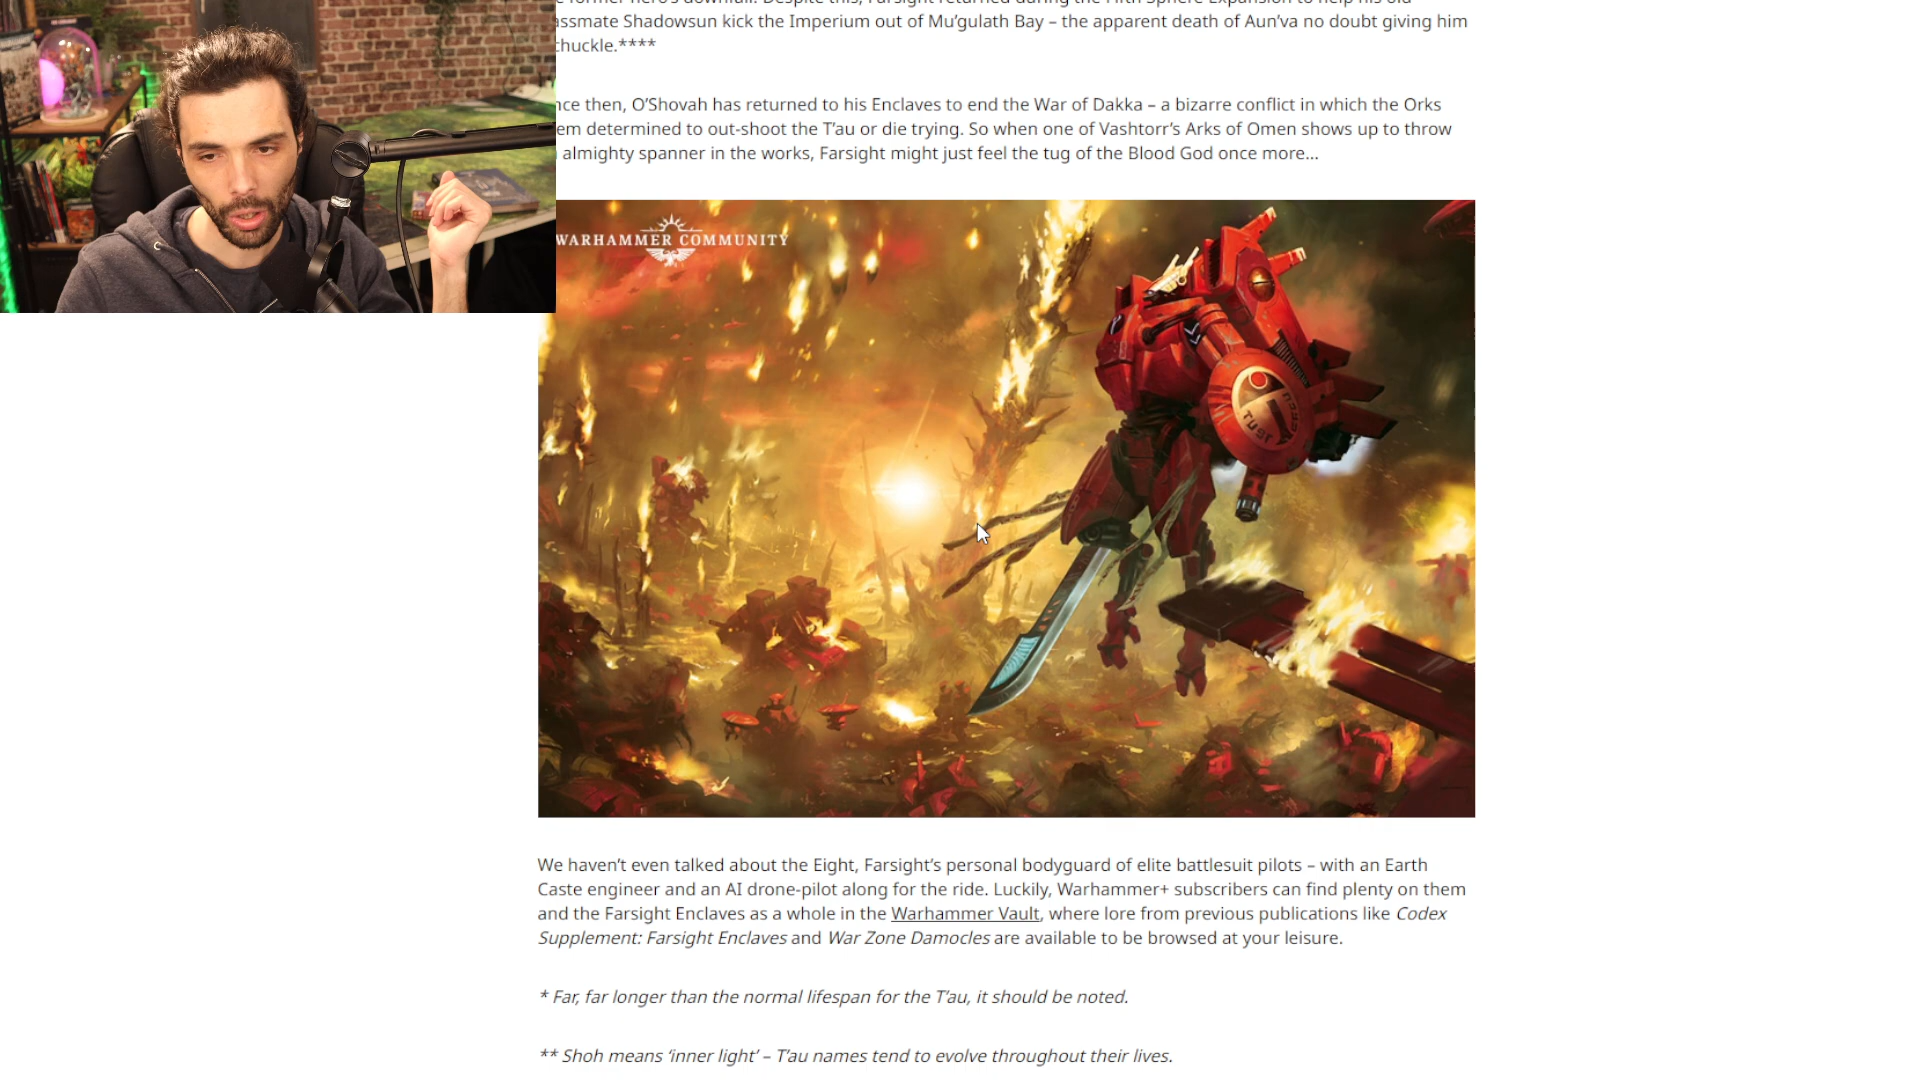 former hero's downfall. Despite this, Farsight returned during the Fifth Sphere Expansion to help his old
assmate Shadowsun kick the Imperium out of Mu'gulath Bay – the apparent death of Aun'va no doubt giving him
chuckle.****
nce then, O'Shovah has returned to his Enclaves to end the War of Dakka – a bizarre conflict in which the Orks
em determined to out-shoot the T'au or die trying. So when one of Vashtorr's Arks of Omen shows up to throw
almighty spanner in the works, Farsight might just feel the tug of the Blood God once more...
WARHAMMER COMMUNITY
We haven't even talked about the Eight, Farsight's personal bodyguard of elite battlesuit pilots – with an Earth
Caste engineer and an AI drone-pilot along for the ride. Luckily, Warhammer+ subscribers can find plenty on them
and the Farsight Enclaves as a whole in the Warhammer Vault, where lore from previous publications like Codex
Supplement: Farsight Enclaves and War Zone Damocles are available to be browsed at your leisure.
* Far, far longer than the normal lifespan for the T'au, it should be noted.
** Shoh means 'inner light' – T'au names tend to evolve throughout their lives.